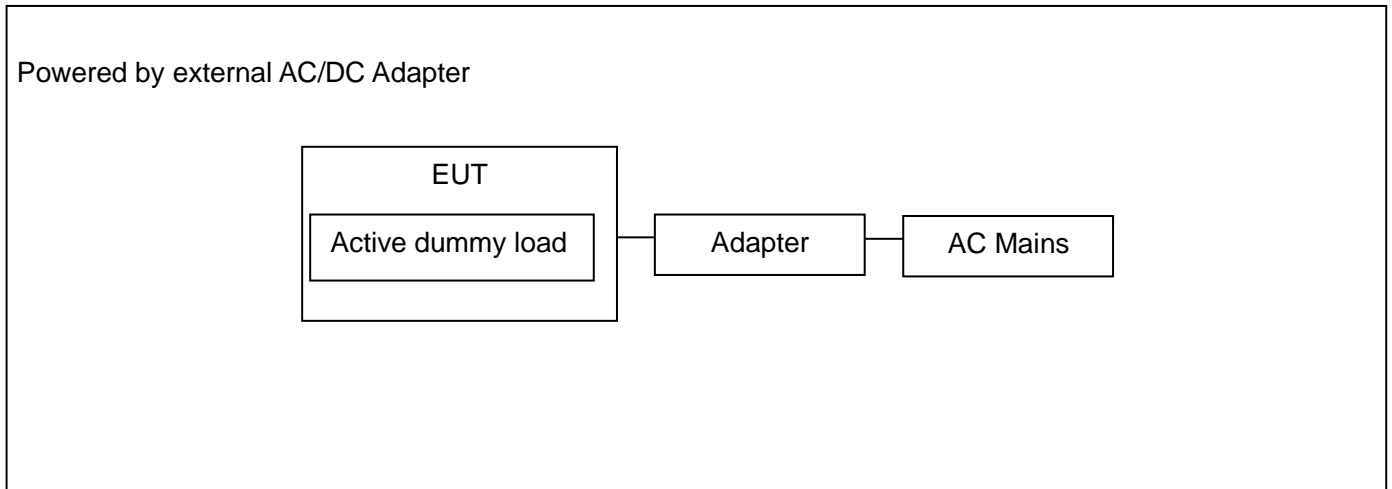 Powered by external AC/DC Adapter
EUT
Active dummy load
Adapter
AC Mains